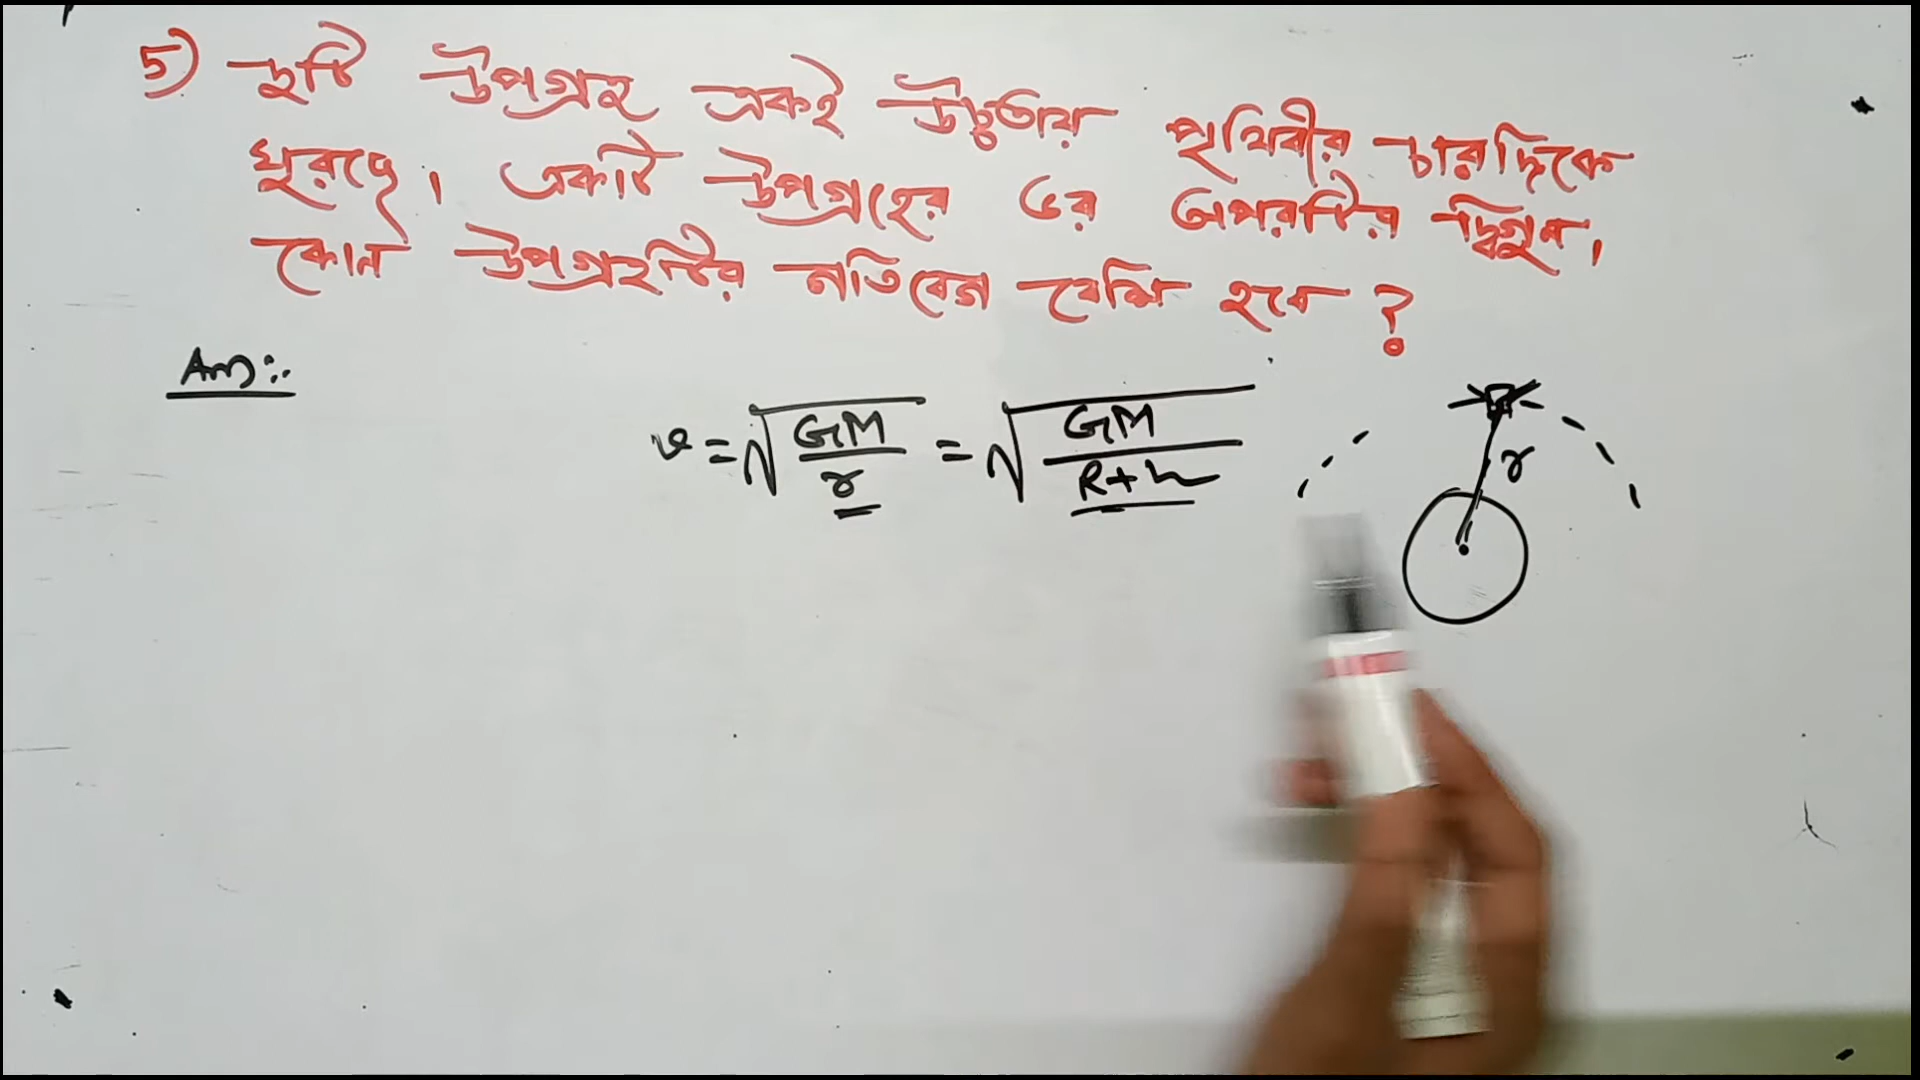 5) দুটি উপগ্রহ একই উচ্চতায় পৃথিবীর চারদিকে
ঘুরছে। একটি উপগ্রহের ভর অপরটির দ্বিগুন।
কোন উপগ্রহটির গতিবেগ বেশি হবে ?
Ans:-
v = √(GM/r) = √(GM/(R+h))
r